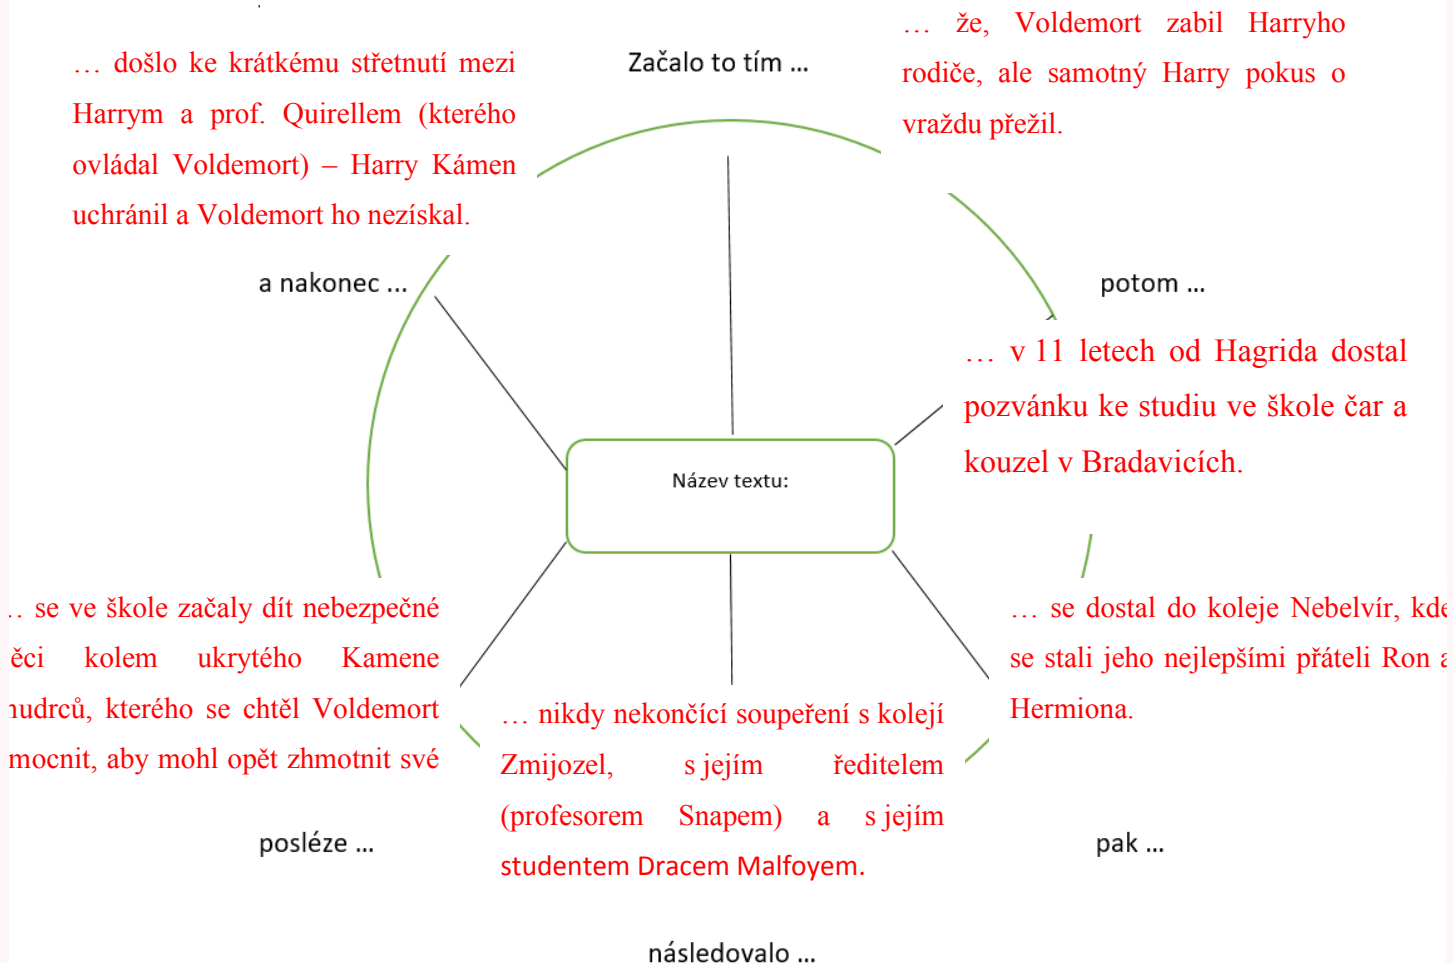 Začalo to tím ...
… že, Voldemort zabil Harryho
rodiče, ale samotný Harry pokus o
vraždu přežil.
potom ...
… v 11 letech od Hagrida dostal
pozvánku ke studiu ve škole čar a
kouzel v Bradavicích.
… se dostal do koleje Nebelvír, kde
se stali jeho nejlepšími přáteli Ron a
Hermiona.
pak ...
… nikdy nekončící soupeření s kolejí
Zmijozel, s jejím ředitelem
(profesorem Snapem) a s jejím
studentem Dracem Malfoyem.
následovalo ...
… se ve škole začaly dít nebezpečné
ěci kolem ukrytého Kamene
udrců, kterého se chtěl Voldemort
mocnit, aby mohl opět zhmotnit své
posléze ...
… došlo ke krátkému střetnutí mezi
Harrym a prof. Quirellem (kterého
ovládal Voldemort) – Harry Kámen
uchránil a Voldemort ho nezískal.
a nakonec ...
Název textu: